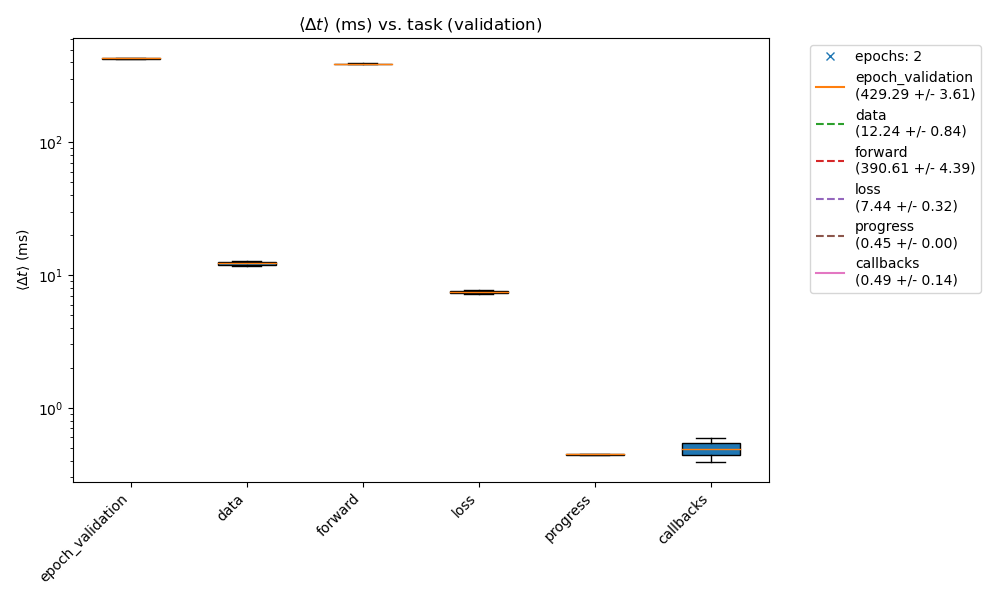 ⟨Δt⟩ (ms) vs. task (validation)
⟨Δt⟩ (ms)
10²
10¹
10⁰
epoch_validation
data
forward
loss
progress
callbacks
epochs: 2
epoch_validation
(429.29 +/- 3.61)
data
(12.24 +/- 0.84)
forward
(390.61 +/- 4.39)
loss
(7.44 +/- 0.32)
progress
(0.45 +/- 0.00)
callbacks
(0.49 +/- 0.14)